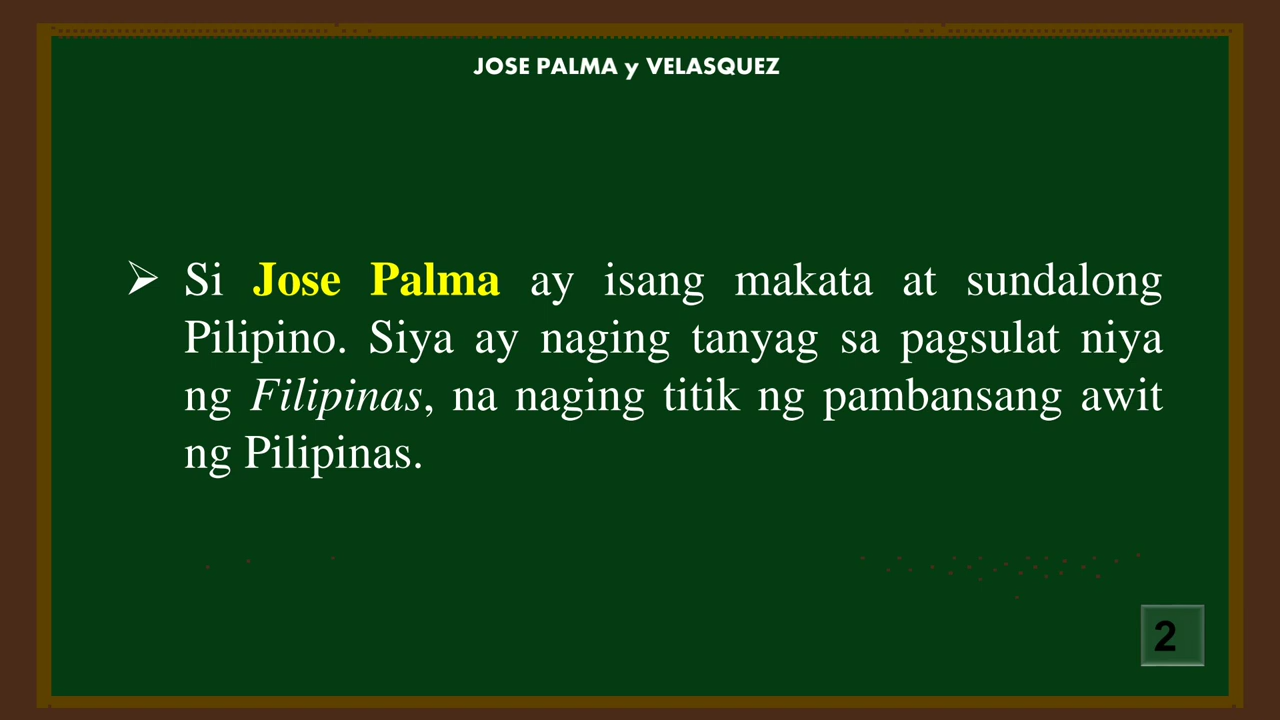 JOSE PALMA y VELASQUEZ
➢ Si Jose Palma ay isang makata at sundalong
Pilipino. Siya ay naging tanyag sa pagsulat niya
ng Filipinas, na naging titik ng pambansang awit
ng Pilipinas.
2